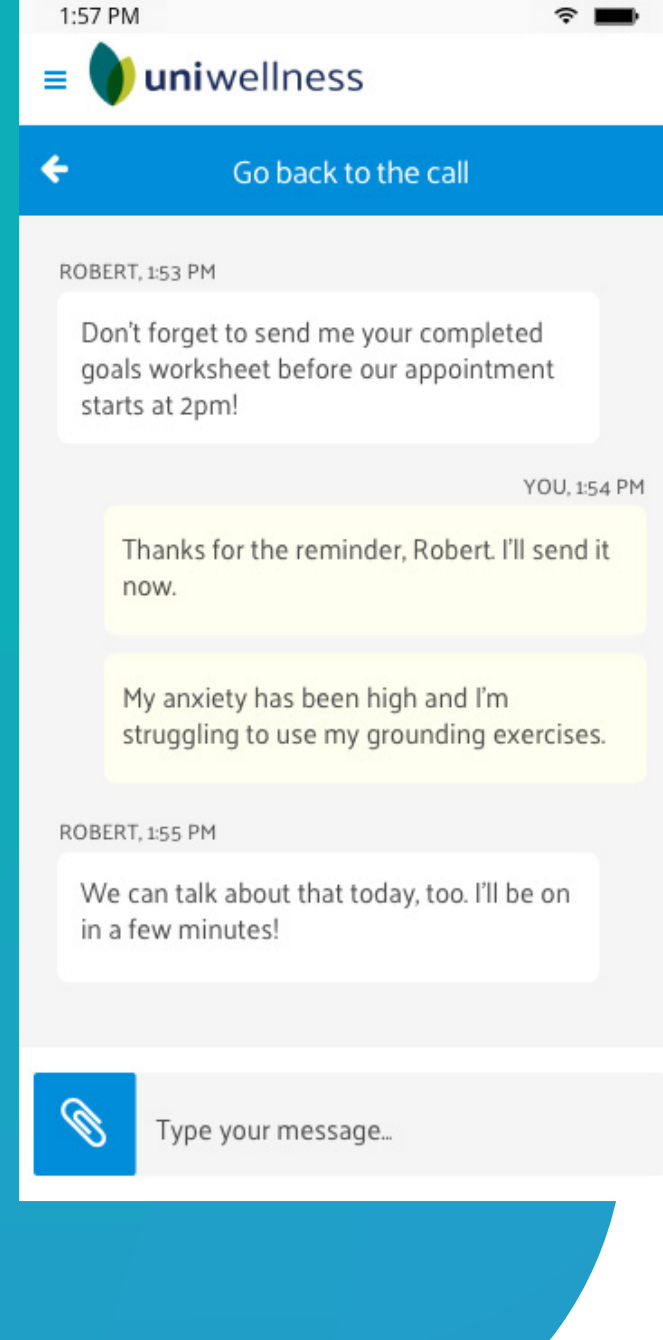 1:57 PM
uniwellness
Go back to the call
ROBERT, 1:53 PM
Don't forget to send me your completed
goals worksheet before our appointment
starts at 2pm!
YOU, 1:54 PM
Thanks for the reminder, Robert. I'll send it
now.
My anxiety has been high and I'm
struggling to use my grounding exercises.
ROBERT, 1:55 PM
We can talk about that today, too. I'll be on
in a few minutes!
Type your message...